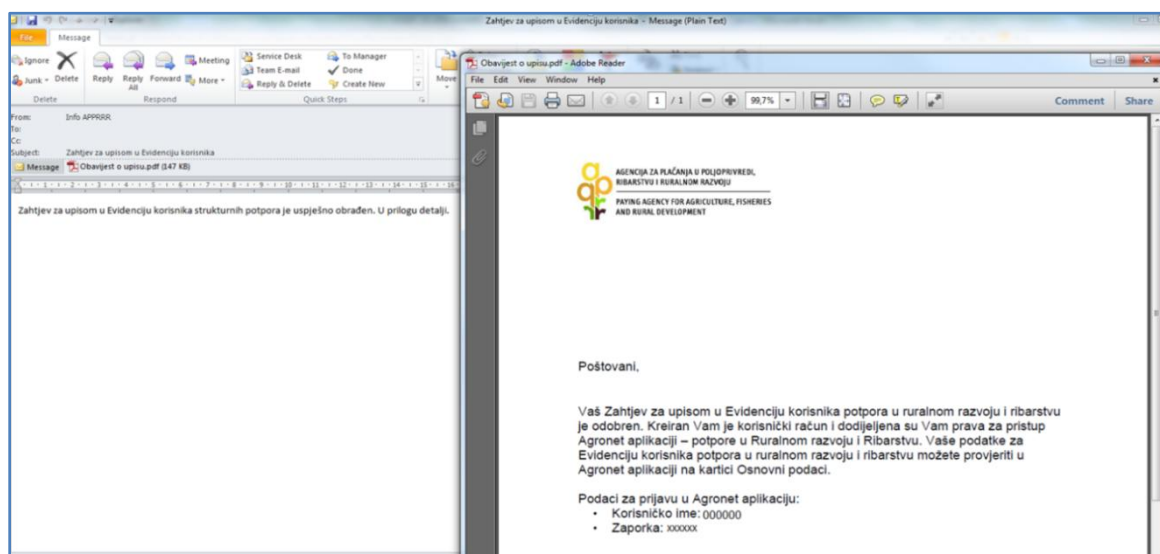 Zahtjev za upisom u Evidenciju korisnika - Message (Plain Text)
File Message
Ignore
Junk
Delete
Reply
Reply All
Forward
Meeting
More
Service Desk
Team E-mail
Reply & Delete
To Manager
Done
Create New
Move
Delete
Respond
Quick Steps
From: Info APPRRR
To:
Cc:
Subject: Zahtjev za upisom u Evidenciju korisnika
Message Obavijest o upisu.pdf (147 KB)
Zahtjev za upisom u Evidenciju korisnika strukturnih potpora je uspješno obrađen. U prilogu detalji.
Obavijest o upisu.pdf - Adobe Reader
File Edit View Window Help
1 / 1 99,7% Comment Share
AGENCIJA ZA PLAĆANJA U POLJOPRIVREDI,
RIBARSTVU I RURALNOM RAZVOJU
PAYING AGENCY FOR AGRICULTURE, FISHERIES
AND RURAL DEVELOPMENT
Poštovani,
Vaš Zahtjev za upisom u Evidenciju korisnika potpora u ruralnom razvoju i ribarstvu
je odobren. Kreiran Vam je korisnički račun i dodijeljena su Vam prava za pristup
Agronet aplikaciji – potpore u Ruralnom razvoju i Ribarstvu. Vaše podatke za
Evidenciju korisnika potpora u ruralnom razvoju i ribarstvu možete provjeriti u
Agronet aplikaciji na kartici Osnovni podaci.
Podaci za prijavu u Agronet aplikaciju:
• Korisničko ime: 000000
• Zaporka: xxxxxx